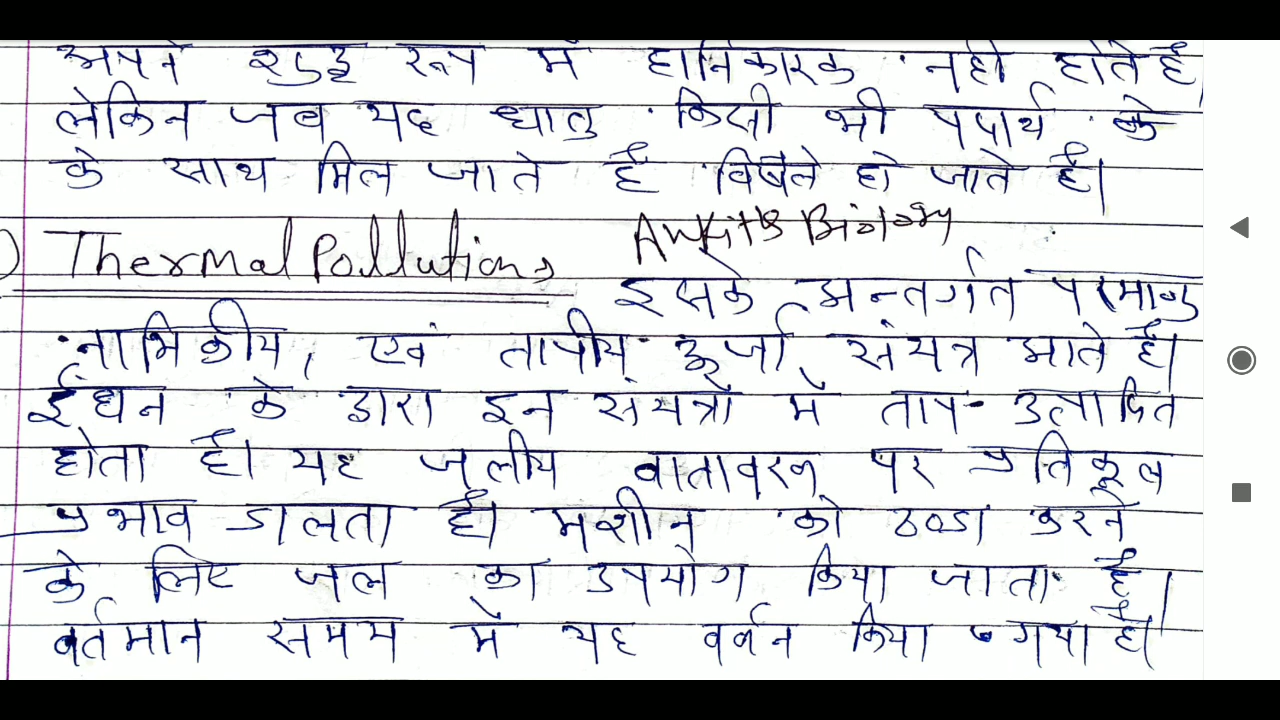 अपने शुद्ध रूप में हानिकारक नही होते है
लेकिन जब यह धातु किसी भी पदार्थ के
के साथ मिल जाते है विषैले हो जाते है।
Ankit's Biology
Thermal Pollution→ इसके अन्तर्गत परमाणु
नाभिकीय, एवं तापीय ऊर्जा संयत्र आते है।
ईंधन के द्वारा इन संयत्रों में ताप उत्पादित
होता है। यह जलीय वातावरण पर प्रतिकूल
प्रभाव डालता है। मशीन को ठण्डा करने
के लिए जल का उपयोग किया जाता है।
वर्तमान समय में यह वर्णन किया गया है।